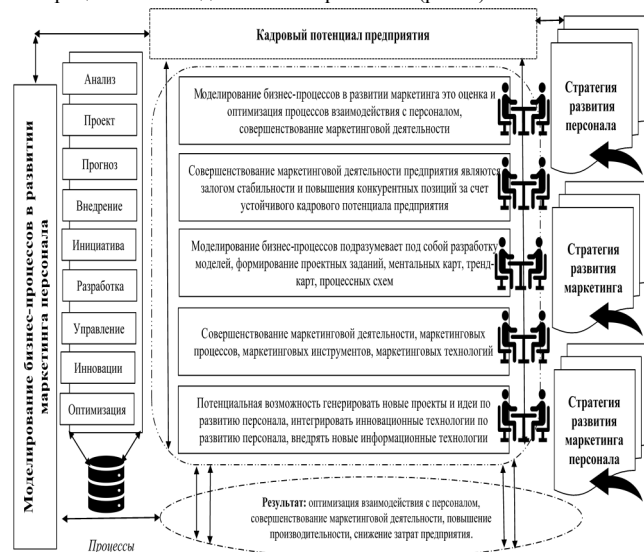 Кадровый потенциал предприятия
Моделирование бизнес-процессов в развитии
маркетинга персонала
Анализ
Проект
Прогноз
Внедрение
Инициатива
Разработка
Управление
Инновации
Оптимизация
Процессы
Моделирование бизнес-процессов в развитии маркетинга это оценка и
оптимизация процессов взаимодействия с персоналом,
совершенствование маркетинговой деятельности
Совершенствование маркетинговой деятельности предприятия являются
залогом стабильности и повышения конкурентных позиций за счет
устойчивого кадрового потенциала предприятия
Моделирование бизнес-процессов подразумевает под собой разработку
моделей, формирование проектных заданий, ментальных карт, тренд-
карт, процессных схем
Совершенствование маркетинговой деятельности, маркетинговых
процессов, маркетинговых инструментов, маркетинговых технологий
Потенциальная возможность генерировать новые проекты и идеи по
развитию персонала, интегрировать инновационные технологии по
развитию персонала, внедрять новые информационные технологии
Стратегия
развития
персонала
Стратегия
развития
маркетинга
Стратегия
развития
маркетинга
персонала
Результат: оптимизация взаимодействия с персоналом,
совершенствование маркетинговой деятельности, повышение
производительности, снижение затрат предприятия.